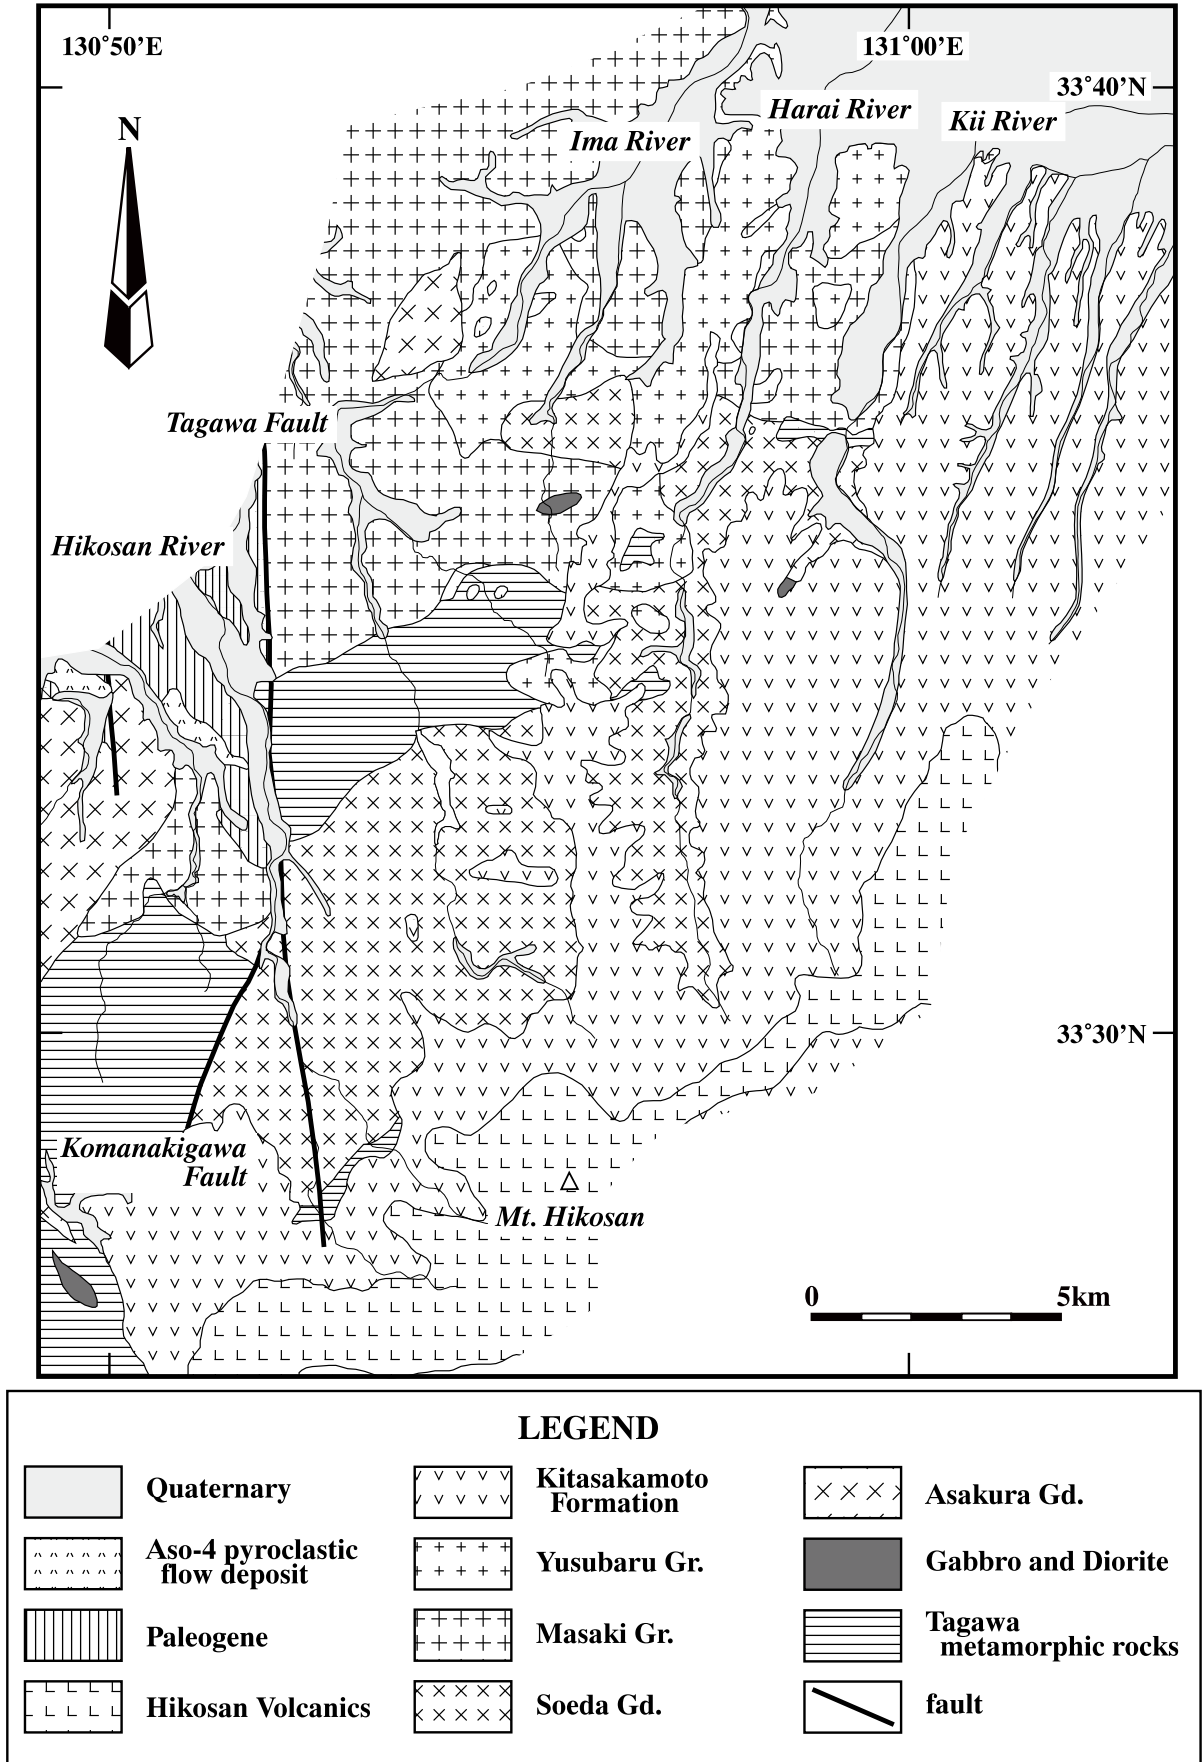 130˚50’E
131˚00’E
33˚40’N
N
Harai River
Kii River
Ima River
Tagawa Fault
Hikosan River
33˚30’N
Komanakigawa
Fault
Mt. Hikosan
0
5km
LEGEND
Quaternary
Aso-4 pyroclastic
flow deposit
Paleogene
Hikosan Volcanics
Kitasakamoto
Formation
Yusubaru Gr.
Masaki Gr.
Soeda Gd.
Asakura Gd.
Gabbro and Diorite
Tagawa
metamorphic rocks
fault